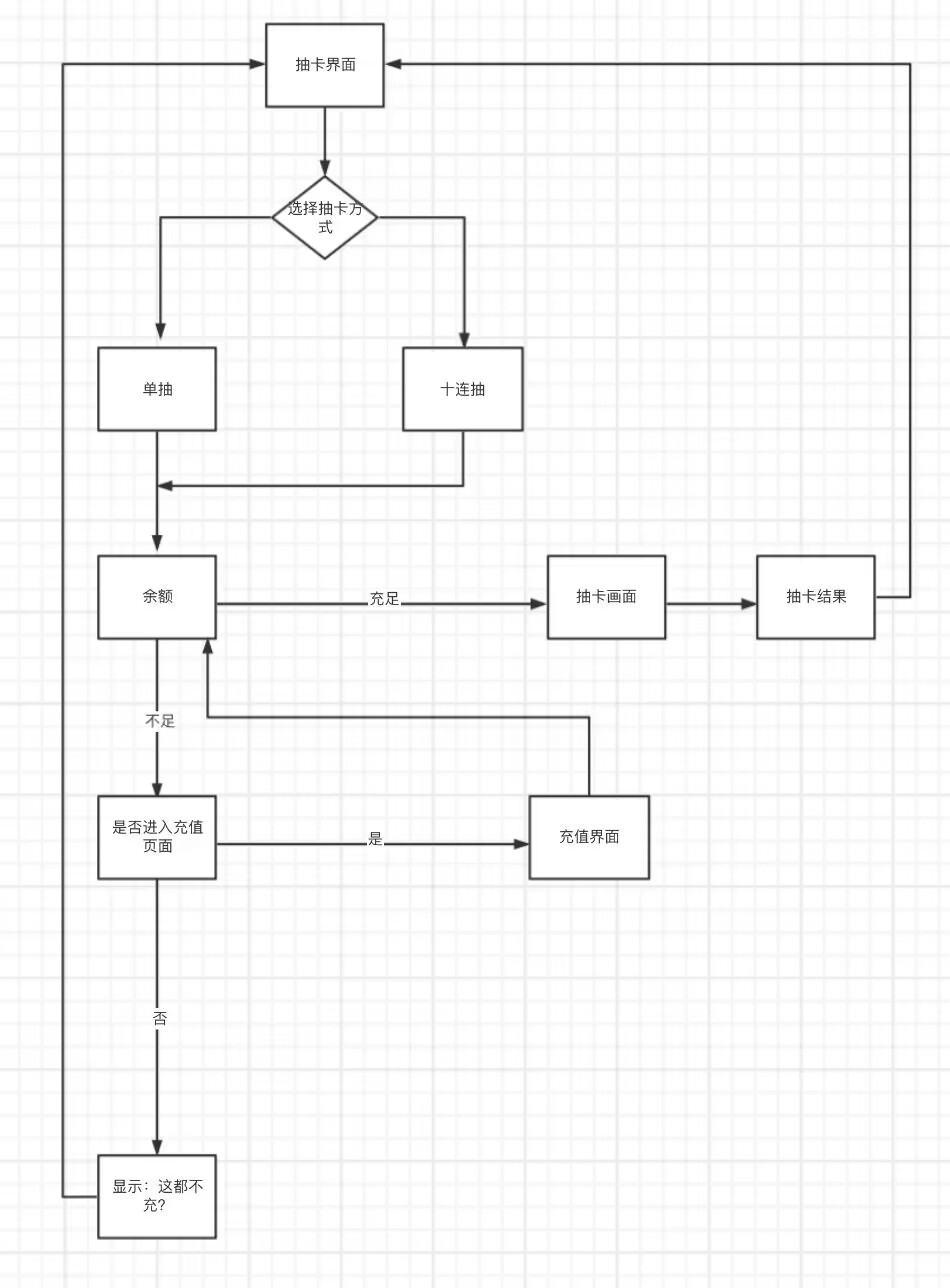 抽卡界面
选择抽卡方
式
单抽
十连抽
余额
充足
抽卡画面
抽卡结果
不足
是否进入充值
页面
是
充值界面
否
显示：这都不
充？